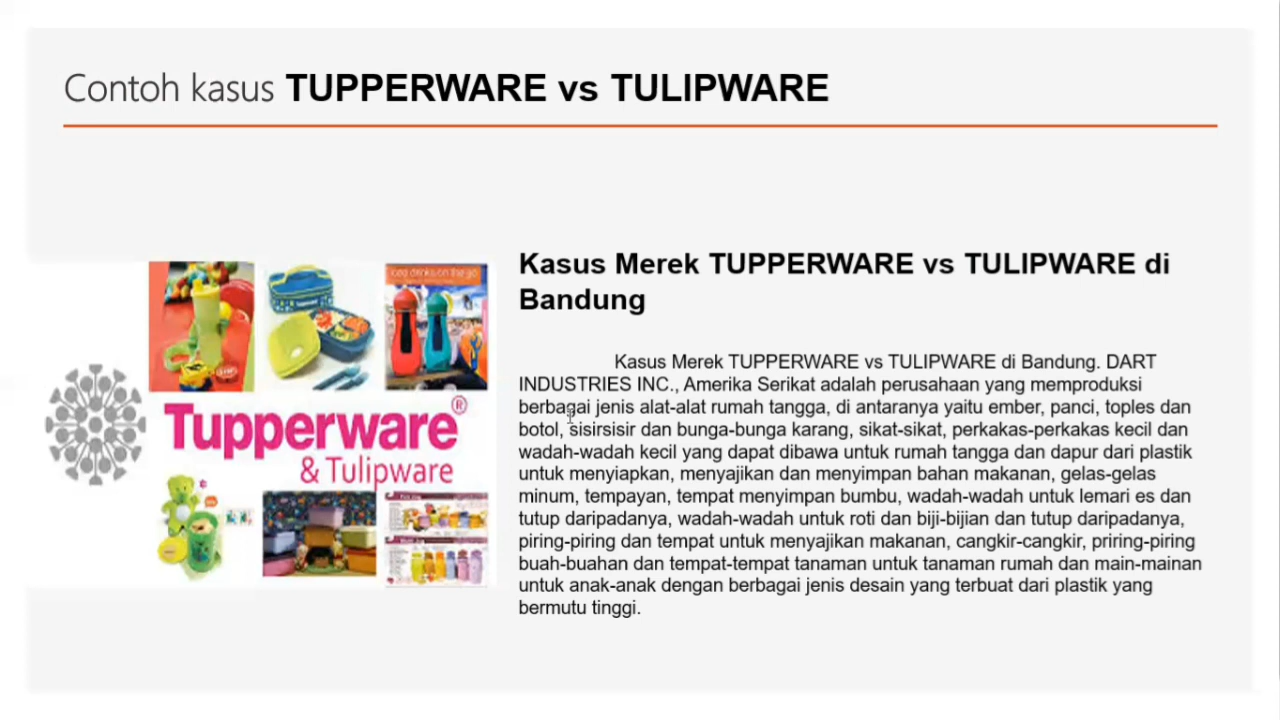 Contoh kasus TUPPERWARE vs TULIPWARE
Kasus Merek TUPPERWARE vs TULIPWARE di
Bandung
Kasus Merek TUPPERWARE vs TULIPWARE di Bandung. DART
INDUSTRIES INC., Amerika Serikat adalah perusahaan yang memproduksi
berbagai jenis alat-alat rumah tangga, di antaranya yaitu ember, panci, toples dan
botol, sisirsisir dan bunga-bunga karang, sikat-sikat, perkakas-perkakas kecil dan
wadah-wadah kecil yang dapat dibawa untuk rumah tangga dan dapur dari plastik
untuk menyiapkan, menyajikan dan menyimpan bahan makanan, gelas-gelas
minum, tempayan, tempat menyimpan bumbu, wadah-wadah untuk lemari es dan
tutup daripadanya, wadah-wadah untuk roti dan biji-bijian dan tutup daripadanya,
piring-piring dan tempat untuk menyajikan makanan, cangkir-cangkir, priring-piring
buah-buahan dan tempat-tempat tanaman untuk tanaman rumah dan main-mainan
untuk anak-anak dengan berbagai jenis desain yang terbuat dari plastik yang
bermutu tinggi.
Tupperware®
& Tulipware